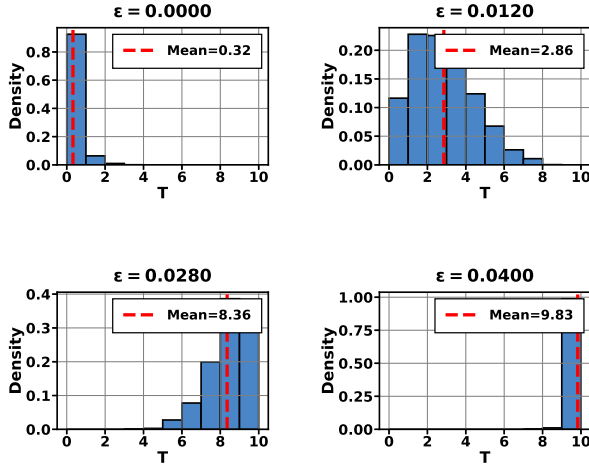 ε = 0.0000
Density
0.8
0.6
0.4
0.2
0.0
Mean=0.32
0 2 4 6 8 10
T
ε = 0.0120
Density
0.20
0.15
0.10
0.05
0.00
Mean=2.86
0 2 4 6 8 10
T
ε = 0.0280
Density
0.4
0.3
0.2
0.1
0.0
Mean=8.36
0 2 4 6 8 10
T
ε = 0.0400
Density
1.00
0.75
0.50
0.25
0.00
Mean=9.83
0 2 4 6 8 10
T